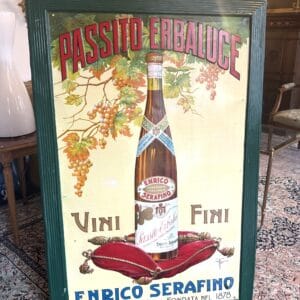 PASSITO ERBALUCE
ENRICO
SERAFINO
VINI FINI
ENRICO SERAFINO
FONDATA NEL 1878